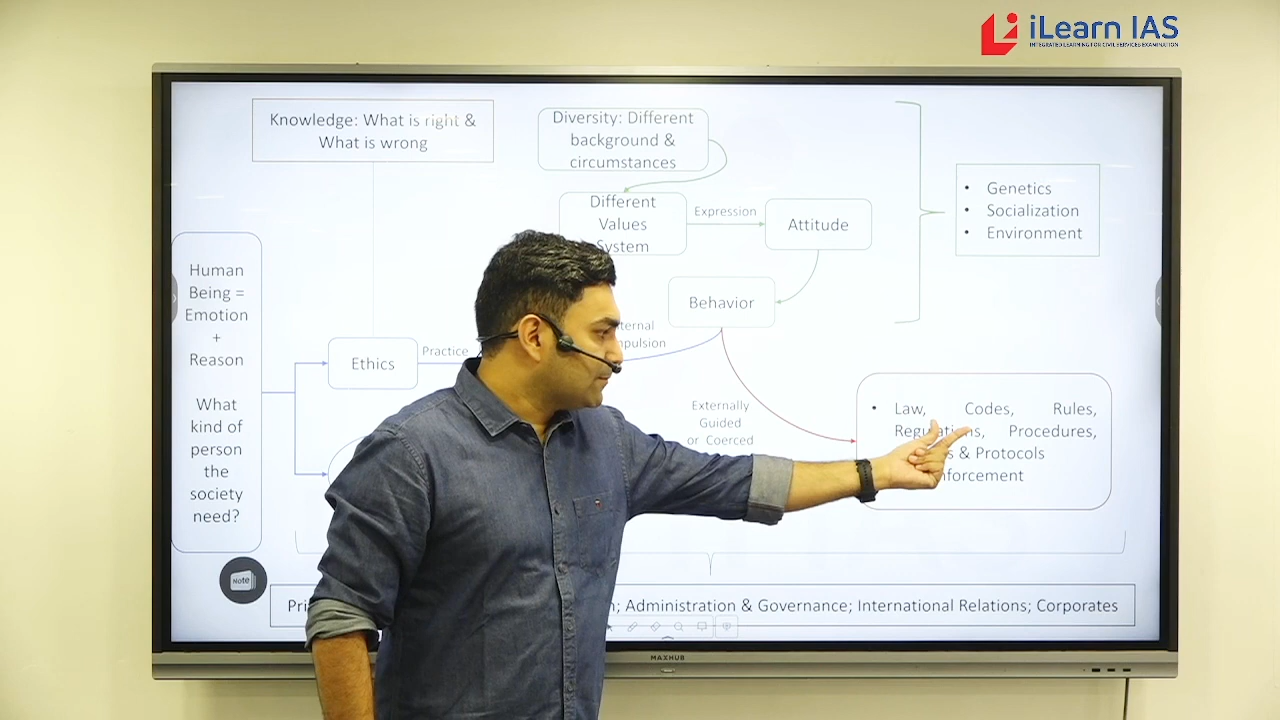 iLearn IAS
INTEGRATED LEARNING FOR CIVIL SERVICES EXAMINATION
Knowledge: What is right &
What is wrong
Diversity: Different
background &
circumstances
Different
Values
System
Expression
Attitude
• Genetics
• Socialization
• Environment
Human
Being =
Emotion
+
Reason
What
kind of
person
the
society
need?
Behavior
Ethics
Practice
Externally
Guided
or Coerced
• Law, Codes, Rules,
Regulations, Procedures,
& Protocols
Note
Administration & Governance; International Relations; Corporates
MAXHUB